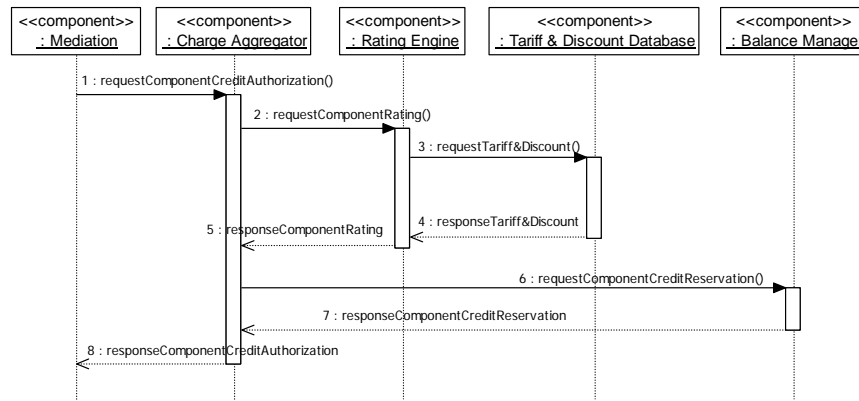 <<component>>
: Mediation
<<component>>
: Charge Aggregator
<<component>>
: Rating Engine
<<component>>
: Tariff & Discount Database
<<component>>
: Balance Manager
1 : requestComponentCreditAuthorization()
2 : requestComponentRating()
3 : requestTariff&Discount()
4 : responseTariff&Discount
5 : responseComponentRating
6 : requestComponentCreditReservation()
7 : responseComponentCreditReservation
8 : responseComponentCreditAuthorization